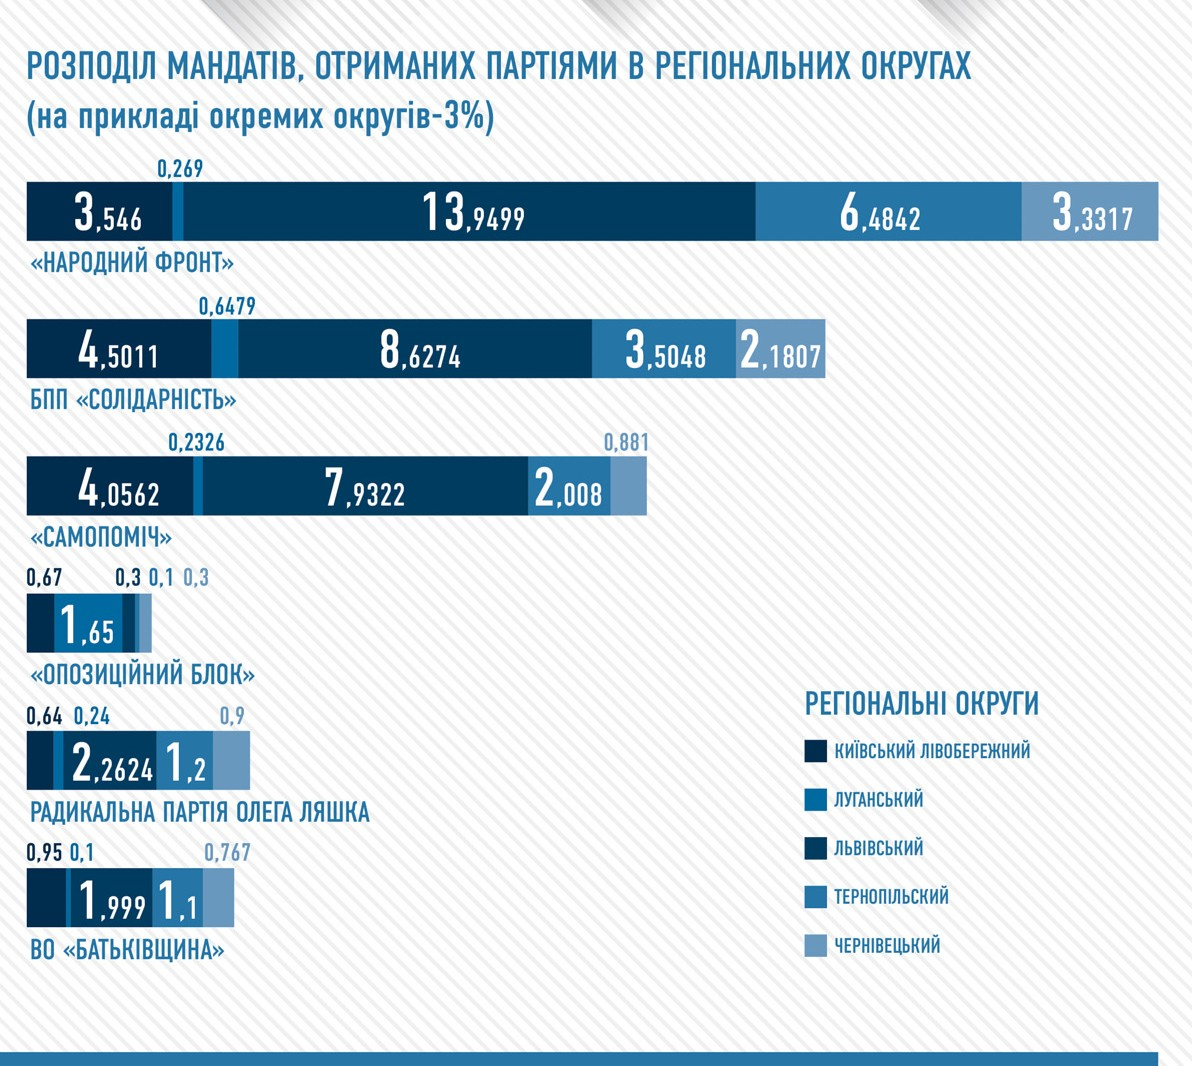 РОЗПОДІЛ МАНДАТІВ, ОТРИМАНИХ ПАРТІЯМИ В РЕГІОНАЛЬНИХ ОКРУГАХ
(на прикладі окремих округів-3%)
0,269
3,546 13,9499 6,4842 3,3317
«НАРОДНИЙ ФРОНТ»
0,6479
4,5011 8,6274 3,5048 2,1807
БПП «СОЛІДАРНІСТЬ»
0,2326 0,881
4,0562 7,9322 2,008
«САМОПОМІЧ»
0,67 0,3 0,1 0,3
1,65
«ОПОЗИЦІЙНИЙ БЛОК»
0,64 0,24 0,9
2,2624 1,2
РАДИКАЛЬНА ПАРТІЯ ОЛЕГА ЛЯШКА
0,95 0,1 0,767
1,999 1,1
ВО «БАТЬКІВЩИНА»
РЕГІОНАЛЬНІ ОКРУГИ
КИЇВСЬКИЙ ЛІВОБЕРЕЖНИЙ
ЛУГАНСЬКИЙ
ЛЬВІВСЬКИЙ
ТЕРНОПІЛЬСКИЙ
ЧЕРНІВЕЦЬКИЙ